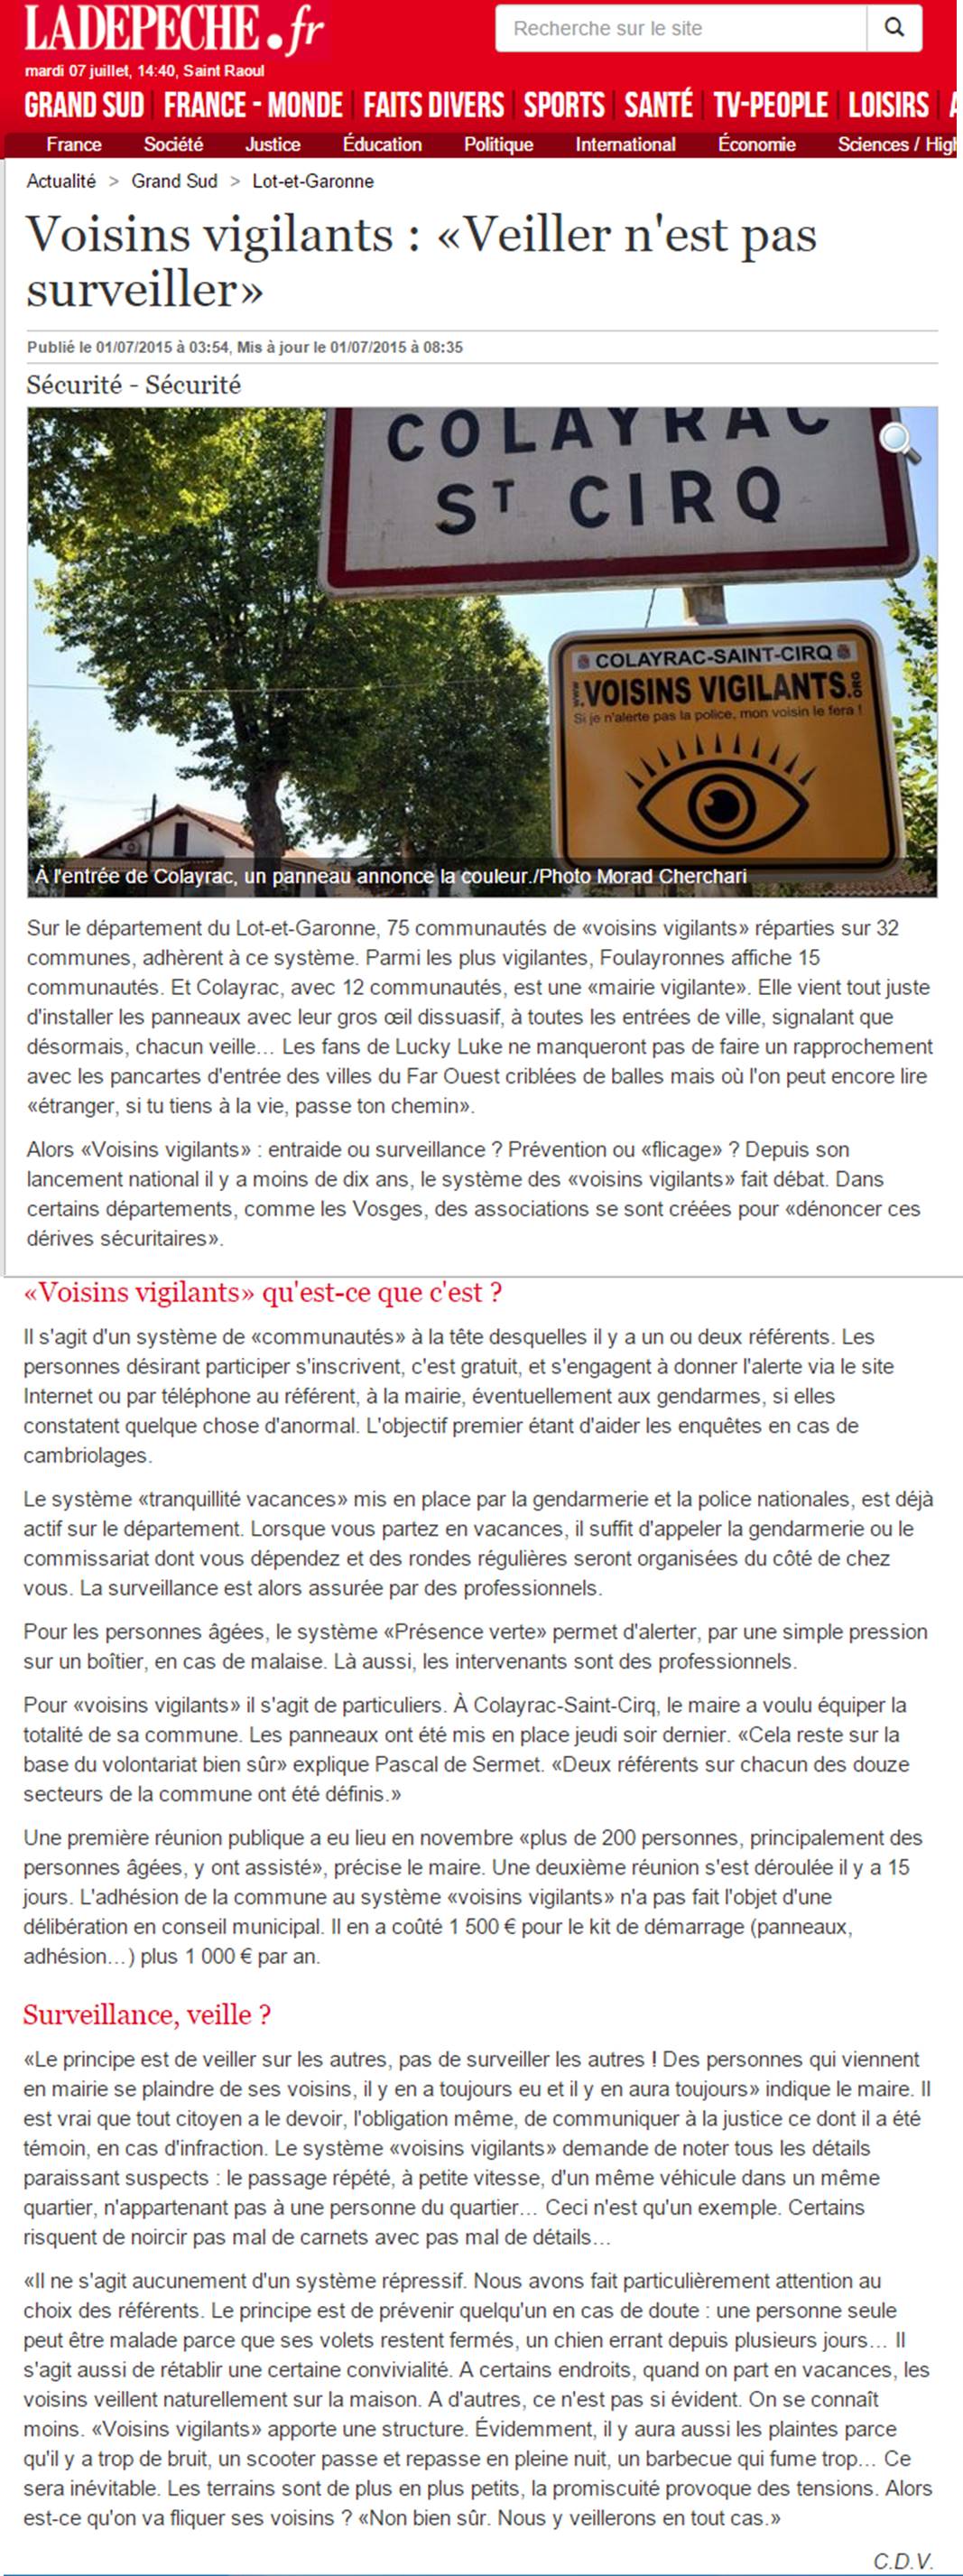 LADEPECHE.fr
Recherche sur le site
mardi 07 juillet, 14:40, Saint Raoul
GRAND SUD FRANCE - MONDE FAITS DIVERS SPORTS SANTÉ TV-PEOPLE LOISIRS
France Société Justice Éducation Politique International Économie Sciences / High
Actualité > Grand Sud > Lot-et-Garonne
Voisins vigilants : «Veiller n'est pas
surveiller»
Publié le 01/07/2015 à 03:54, Mis à jour le 01/07/2015 à 08:35
Sécurité - Sécurité
COLAYRAC
ST CIRQ
COLAYRAC-SAINT-CIRQ
www.VOISINS VIGILANTS.ORG
Si je n'alerte pas la police, mon voisin le fera !
À l'entrée de Colayrac, un panneau annonce la couleur./Photo Morad Cherchari
Sur le département du Lot-et-Garonne, 75 communautés de «voisins vigilants» réparties sur 32
communes, adhèrent à ce système. Parmi les plus vigilantes, Foulayronnes affiche 15
communautés. Et Colayrac, avec 12 communautés, est une «mairie vigilante». Elle vient tout juste
d'installer les panneaux avec leur gros œil dissuasif, à toutes les entrées de ville, signalant que
désormais, chacun veille… Les fans de Lucky Luke ne manqueront pas de faire un rapprochement
avec les pancartes d'entrée des villes du Far Ouest criblées de balles mais où l'on peut encore lire
«étranger, si tu tiens à la vie, passe ton chemin».
Alors «Voisins vigilants» : entraide ou surveillance ? Prévention ou «flicage» ? Depuis son
lancement national il y a moins de dix ans, le système des «voisins vigilants» fait débat. Dans
certains départements, comme les Vosges, des associations se sont créées pour «dénoncer ces
dérives sécuritaires».
«Voisins vigilants» qu'est-ce que c'est ?
Il s'agit d'un système de «communautés» à la tête desquelles il y a un ou deux référents. Les
personnes désirant participer s'inscrivent, c'est gratuit, et s'engagent à donner l'alerte via le site
Internet ou par téléphone au référent, à la mairie, éventuellement aux gendarmes, si elles
constatent quelque chose d'anormal. L'objectif premier étant d'aider les enquêtes en cas de
cambriolages.
Le système «tranquillité vacances» mis en place par la gendarmerie et la police nationales, est déjà
actif sur le département. Lorsque vous partez en vacances, il suffit d'appeler la gendarmerie ou le
commissariat dont vous dépendez et des rondes régulières seront organisées du côté de chez
vous. La surveillance est alors assurée par des professionnels.
Pour les personnes âgées, le système «Présence verte» permet d'alerter, par une simple pression
sur un boîtier, en cas de malaise. Là aussi, les intervenants sont des professionnels.
Pour «voisins vigilants» il s'agit de particuliers. À Colayrac-Saint-Cirq, le maire a voulu équiper la
totalité de sa commune. Les panneaux ont été mis en place jeudi soir dernier. «Cela reste sur la
base du volontariat bien sûr» explique Pascal de Sermet. «Deux référents sur chacun des douze
secteurs de la commune ont été définis.»
Une première réunion publique a eu lieu en novembre «plus de 200 personnes, principalement des
personnes âgées, y ont assisté», précise le maire. Une deuxième réunion s'est déroulée il y a 15
jours. L'adhésion de la commune au système «voisins vigilants» n'a pas fait l'objet d'une
délibération en conseil municipal. Il en a coûté 1 500 € pour le kit de démarrage (panneaux,
adhésion...) plus 1 000 € par an.
Surveillance, veille ?
«Le principe est de veiller sur les autres, pas de surveiller les autres ! Des personnes qui viennent
en mairie se plaindre de ses voisins, il y en a toujours eu et il y en aura toujours» indique le maire. Il
est vrai que tout citoyen a le devoir, l'obligation même, de communiquer à la justice ce dont il a été
témoin, en cas d'infraction. Le système «voisins vigilants» demande de noter tous les détails
paraissant suspects : le passage répété, à petite vitesse, d'un même véhicule dans un même
quartier, n'appartenant pas à une personne du quartier… Ceci n'est qu'un exemple. Certains
risquent de noircir pas mal de carnets avec pas mal de détails…
«Il ne s'agit aucunement d'un système répressif. Nous avons fait particulièrement attention au
choix des référents. Le principe est de prévenir quelqu'un en cas de doute : une personne seule
peut être malade parce que ses volets restent fermés, un chien errant depuis plusieurs jours… Il
s'agit aussi de rétablir une certaine convivialité. A certains endroits, quand on part en vacances, les
voisins veillent naturellement sur la maison. A d'autres, ce n'est pas si évident. On se connaît
moins. «Voisins vigilants» apporte une structure. Évidemment, il y aura aussi les plaintes parce
qu'il y a trop de bruit, un scooter passe et repasse en pleine nuit, un barbecue qui fume trop… Ce
sera inévitable. Les terrains sont de plus en plus petits, la promiscuité provoque des tensions. Alors
est-ce qu'on va fliquer ses voisins ? «Non bien sûr. Nous y veillerons en tout cas.»
C.D.V.